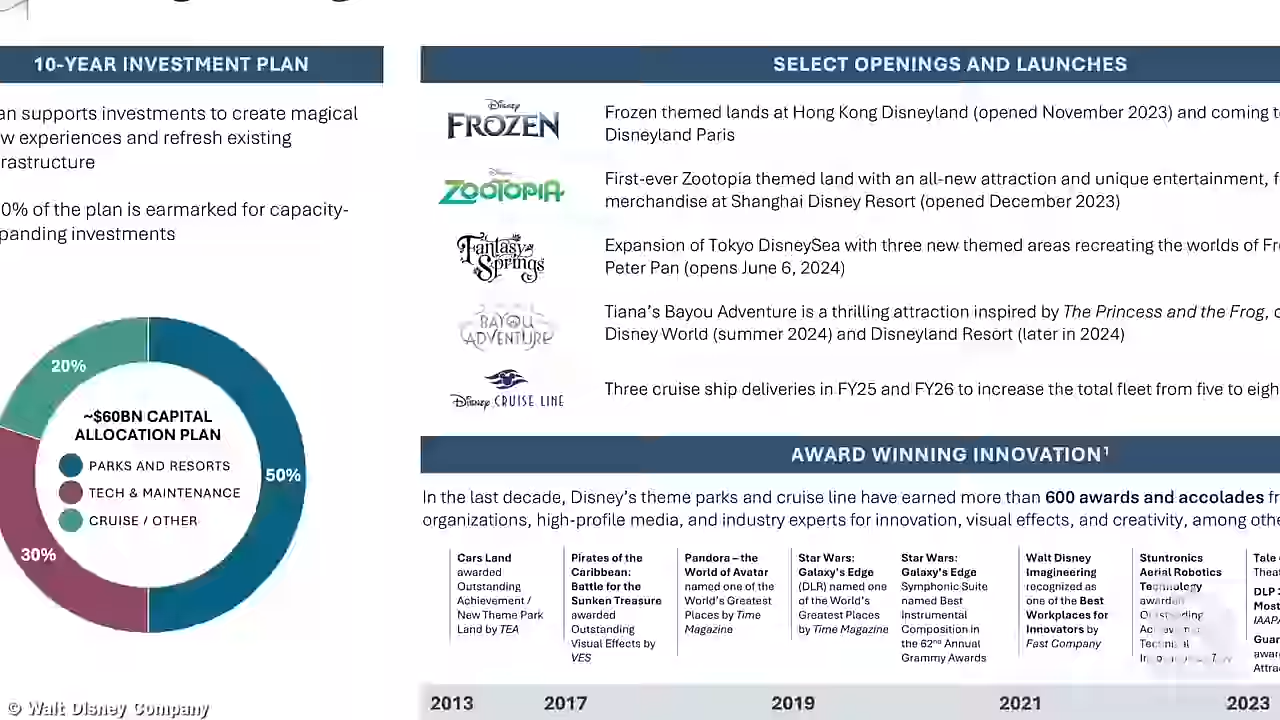 10-YEAR INVESTMENT PLAN
an supports investments to create magical
w experiences and refresh existing
rastructure
0% of the plan is earmarked for capacity-
panding investments
20%
~$60BN CAPITAL
ALLOCATION PLAN
PARKS AND RESORTS
TECH & MAINTENANCE
CRUISE / OTHER
50%
30%
© Walt Disney Company
SELECT OPENINGS AND LAUNCHES
Disney
FROZEN
Frozen themed lands at Hong Kong Disneyland (opened November 2023) and coming t
Disneyland Paris
Disney
ZOOTOPIA
First-ever Zootopia themed land with an all-new attraction and unique entertainment, f
merchandise at Shanghai Disney Resort (opened December 2023)
Fantasy
Springs
Expansion of Tokyo DisneySea with three new themed areas recreating the worlds of Fr
Peter Pan (opens June 6, 2024)
BAYOU
ADVENTURE
Tiana's Bayou Adventure is a thrilling attraction inspired by The Princess and the Frog,
Disney World (summer 2024) and Disneyland Resort (later in 2024)
Disney CRUISE LINE
Three cruise ship deliveries in FY25 and FY26 to increase the total fleet from five to eigh
AWARD WINNING INNOVATION¹
In the last decade, Disney's theme parks and cruise line have earned more than 600 awards and accolades fr
organizations, high-profile media, and industry experts for innovation, visual effects, and creativity, among othe
Cars Land
awarded
Outstanding
Achievement /
New Theme Park
Land by TEA
Pirates of the
Caribbean:
Battle for the
Sunken Treasure
awarded
Outstanding
Visual Effects by
VES
Pandora – the
World of Avatar
named one of the
World's Greatest
Places by Time
Magazine
Star Wars:
Galaxy's Edge
(DLR) named one
of the World's
Greatest Places
by Time Magazine
Star Wars:
Galaxy's Edge
Symphonic Suite
named Best
Instrumental
Composition in
the 62nd Annual
Grammy Awards
Walt Disney
Imagineering
recognized as
one of the Best
Workplaces for
Innovators by
Fast Company
Stuntronics
Aerial Robotics
Technology
awarded
Outstanding
Tale
Theat
DLP
Most
IAAPA
Guar
awar
Attra
2013
2017
2019
2021
2023